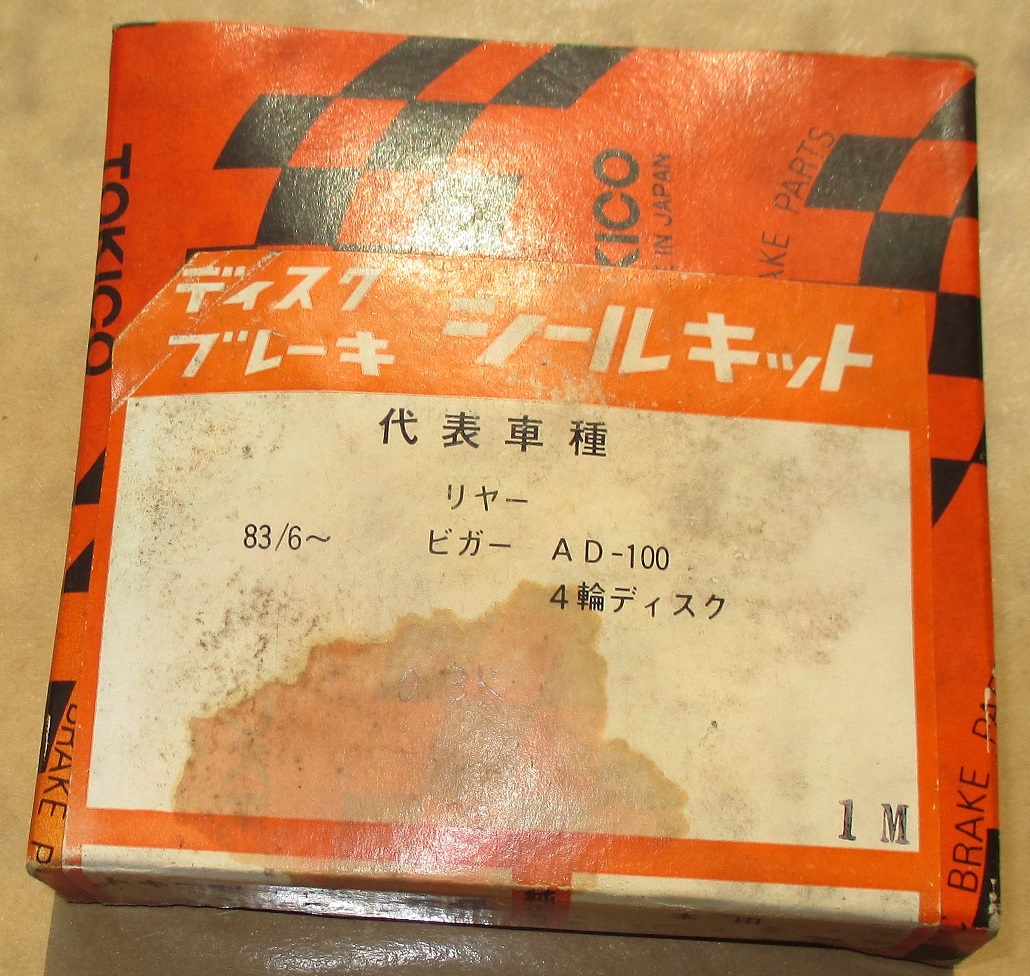 TOKICO
KICO
IN JAPAN
PARTS
ディスク
ブレーキ
シールキット
代表車種
リヤー
83/6～ ビガー AD-100
4輪ディスク
1M
BRAKE P
BRAKE